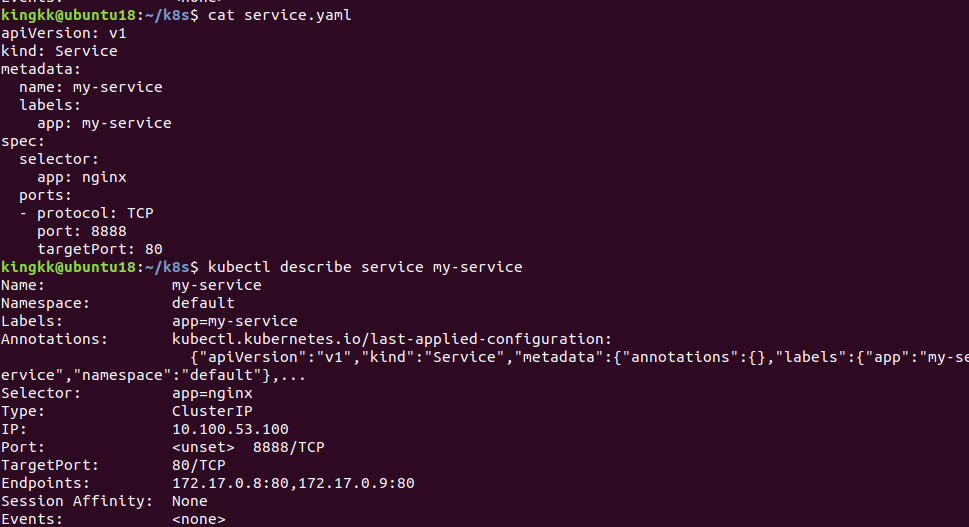 Events: <none>
kingkk@ubuntu18:~/k8s$ cat service.yaml
apiVersion: v1
kind: Service
metadata:
  name: my-service
  labels:
    app: my-service
spec:
  selector:
    app: nginx
  ports:
  - protocol: TCP
    port: 8888
    targetPort: 80
kingkk@ubuntu18:~/k8s$ kubectl describe service my-service
Name:              my-service
Namespace:         default
Labels:            app=my-service
Annotations:       kubectl.kubernetes.io/last-applied-configuration:
                     {"apiVersion":"v1","kind":"Service","metadata":{"annotations":{},"labels":{"app":"my-se
ervice","namespace":"default"},...
Selector:          app=nginx
Type:              ClusterIP
IP:                10.100.53.100
Port:              <unset>  8888/TCP
TargetPort:        80/TCP
Endpoints:         172.17.0.8:80,172.17.0.9:80
Session Affinity:  None
Events:            <none>